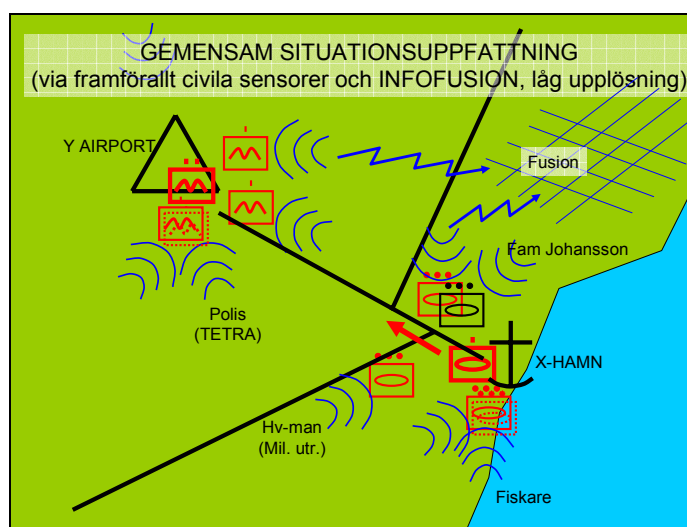 GEMENSAM SITUATIONSUPPFATTNING
(via framförallt civila sensorer och INFOFUSION, låg upplösning)
Y AIRPORT
Fusion
Fam Johansson
Polis
(TETRA)
X-HAMN
Hv-man
(Mil. utr.)
Fiskare